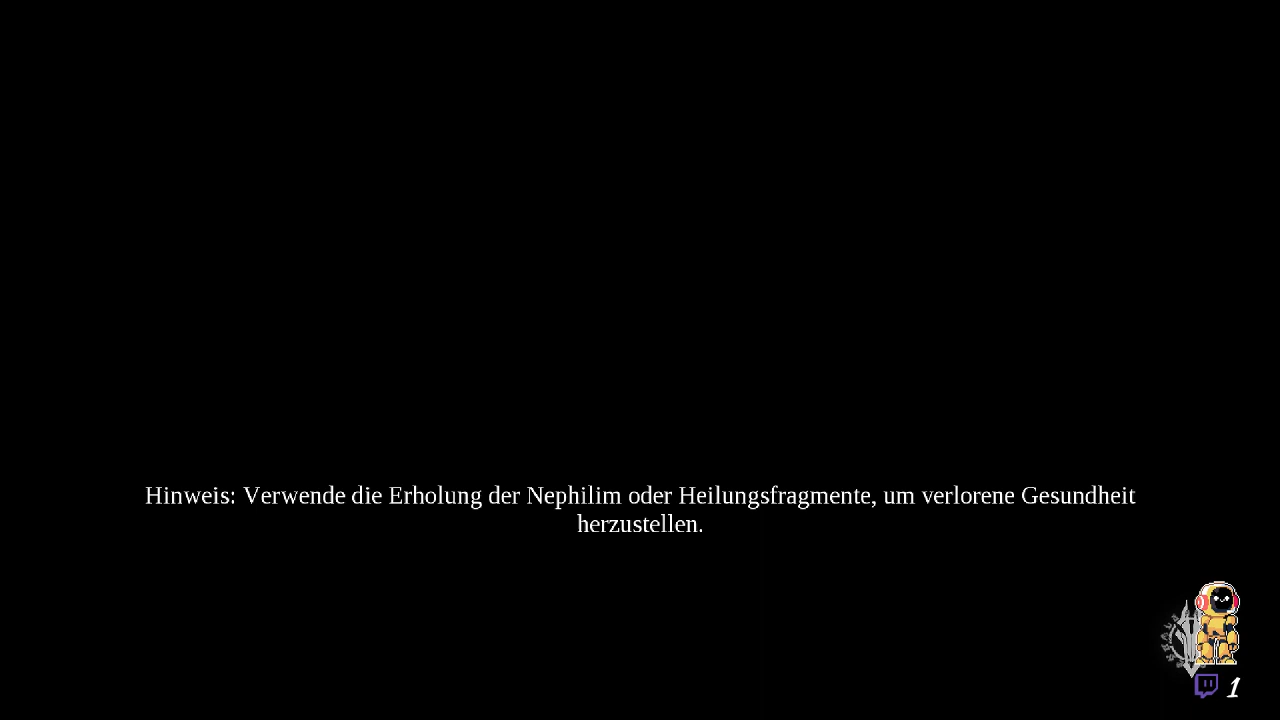 Hinweis: Verwende die Erholung der Nephilim oder Heilungsfragmente, um verlorene Gesundheit
herzustellen.
1